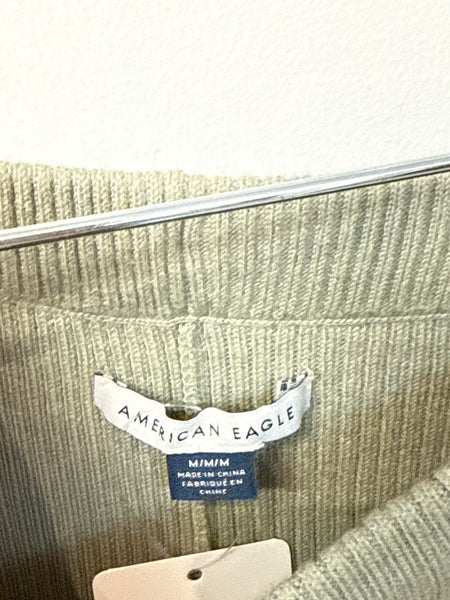 AMERICAN EAGLE
M/M/M
MADE IN CHINA
FABRIQUÉ EN
CHINE